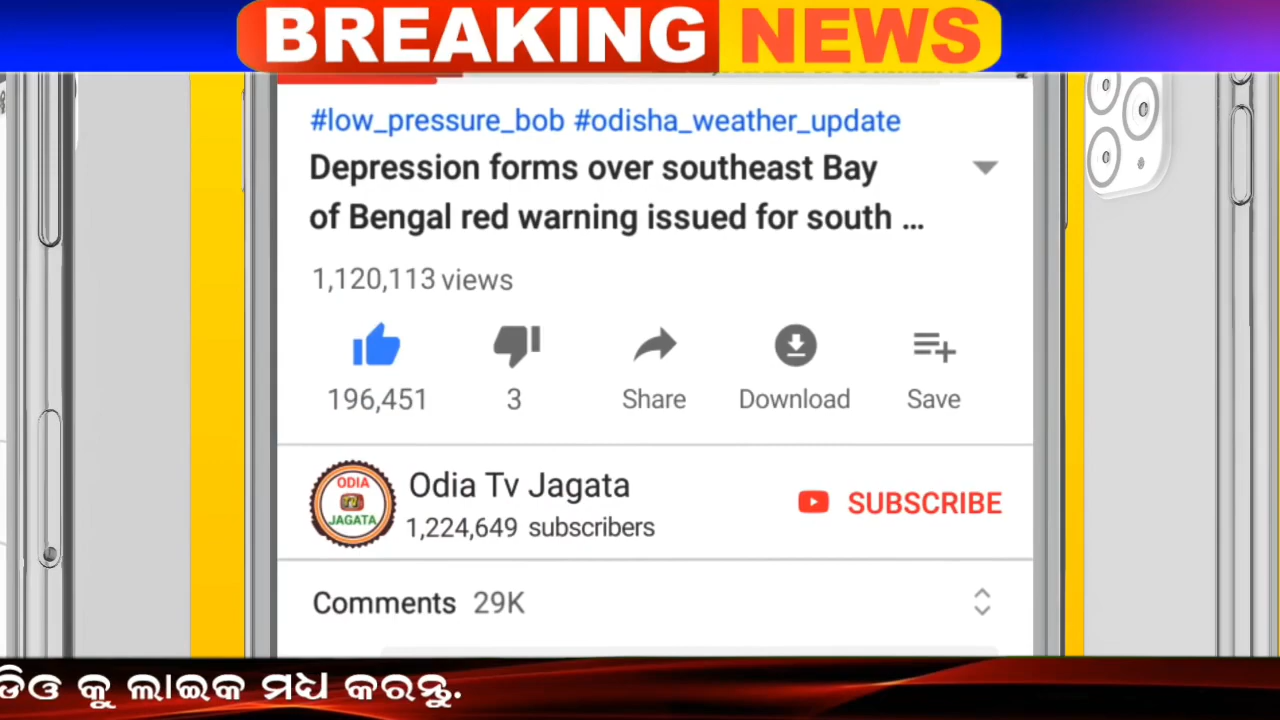 BREAKING NEWS
#low_pressure_bob #odisha_weather_update
Depression forms over southeast Bay
of Bengal red warning issued for south ...
1,120,113 views
196,451
3
Share
Download
Save
ODIA
TV
JAGATA
Odia Tv Jagata
1,224,649 subscribers
SUBSCRIBE
Comments 29K
ଡିଓ କୁ ଲାଇକ ମଧ୍ୟ କରନ୍ତୁ.